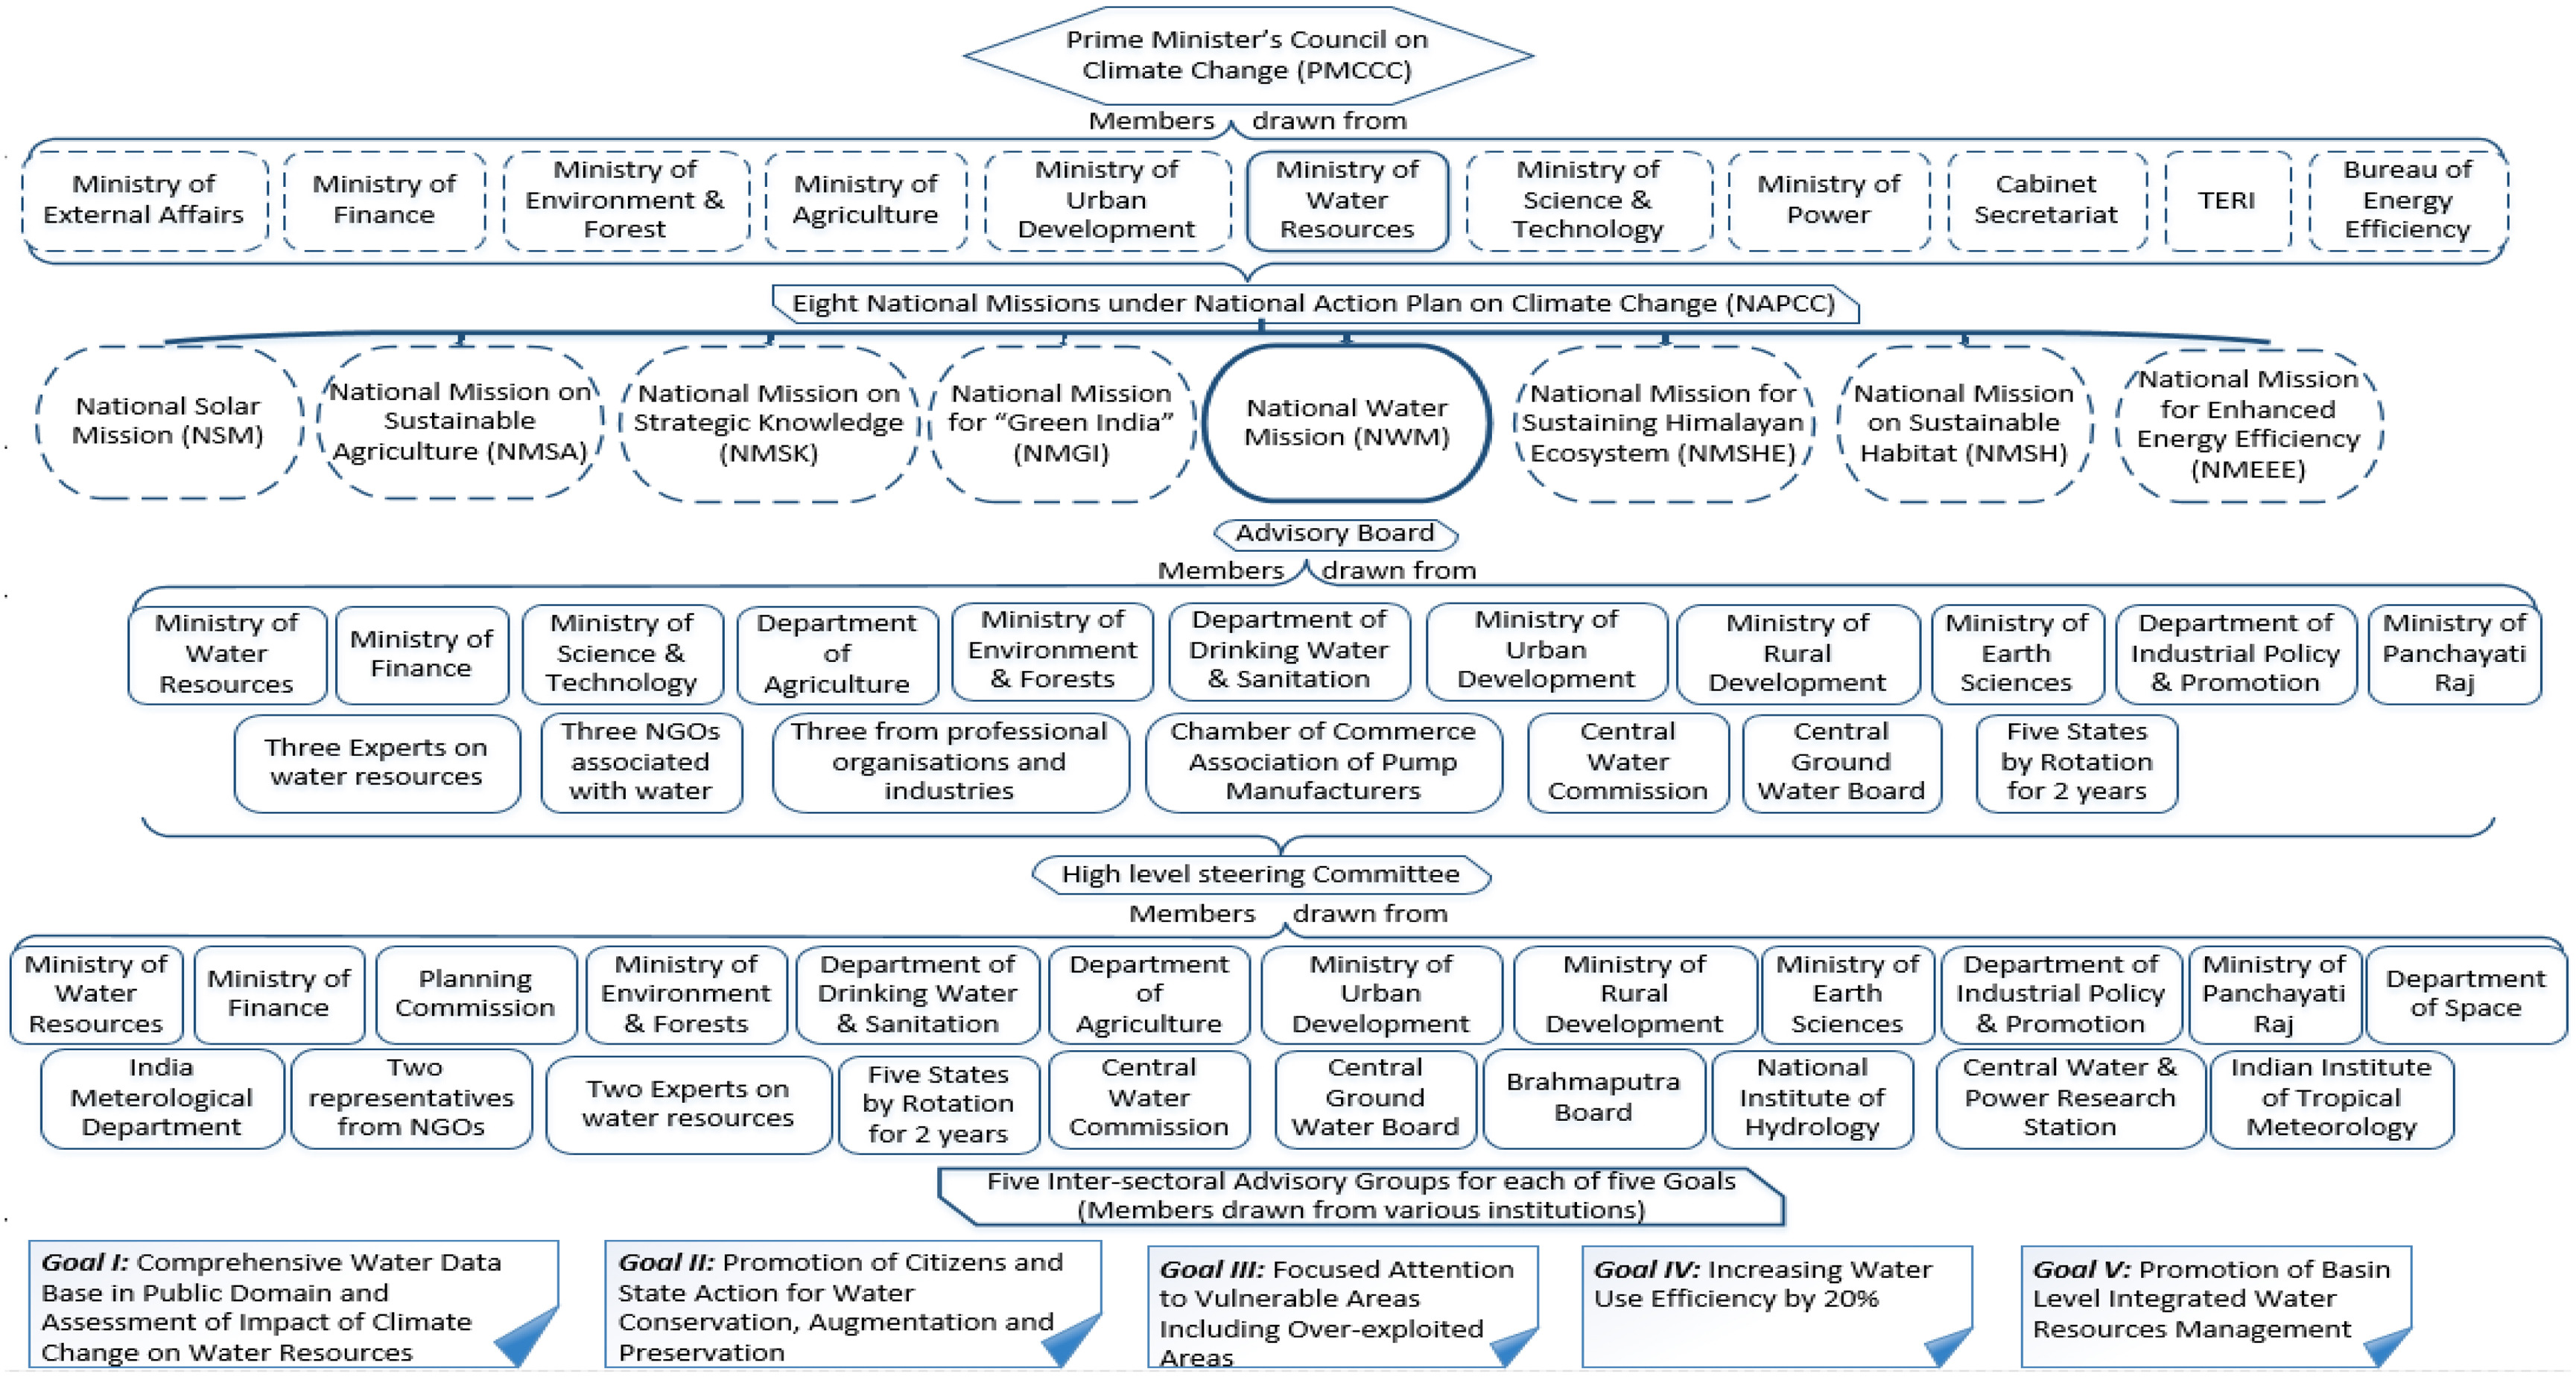 Prime Minister's Council on
Climate Change (PMCCC)
Members drawn from
Ministry of
External Affairs
Ministry of
Finance
Ministry of
Environment &
Forest
Ministry of
Agriculture
Ministry of
Urban
Development
Ministry of
Water
Resources
Ministry of
Science &
Technology
Ministry of
Power
Cabinet
Secretariat
TERI
Bureau of
Energy
Efficiency
Eight National Missions under National Action Plan on Climate Change (NAPCC)
National Solar
Mission (NSM)
National Mission on
Sustainable
Agriculture (NMSA)
National Mission on
Strategic Knowledge
(NMSK)
National Mission
for “Green India”
(NMGI)
National Water
Mission (NWM)
National Mission for
Sustaining Himalayan
Ecosystem (NMSHE)
National Mission
on Sustainable
Habitat (NMSH)
National Mission
for Enhanced
Energy Efficiency
(NMEEE)
Advisory Board
Members drawn from
Ministry of
Water
Resources
Ministry of
Finance
Ministry of
Science &
Technology
Department
of
Agriculture
Ministry of
Environment
& Forests
Department of
Drinking Water
& Sanitation
Ministry of
Urban
Development
Ministry of
Rural
Development
Ministry of
Earth
Sciences
Department of
Industrial Policy
& Promotion
Ministry of
Panchayati
Raj
Three Experts on
water resources
Three NGOs
associated
with water
Three from professional
organisations and
industries
Chamber of Commerce
Association of Pump
Manufacturers
Central
Water
Commission
Central
Ground
Water Board
Five States
by Rotation
for 2 years
High level steering Committee
Members drawn from
Ministry of
Water
Resources
Ministry of
Finance
Planning
Commission
Ministry of
Environment
& Forests
Department of
Drinking Water
& Sanitation
Department
of
Agriculture
Ministry of
Urban
Development
Ministry of
Rural
Development
Ministry of
Earth
Sciences
Department of
Industrial Policy
& Promotion
Ministry of
Panchayati
Raj
Department
of Space
India
Meterological
Department
Two
representatives
from NGOs
Two Experts on
water resources
Five States
by Rotation
for 2 years
Central
Water
Commission
Central
Ground
Water Board
Brahmaputra
Board
National
Institute of
Hydrology
Central Water &
Power Research
Station
Indian Institute
of Tropical
Meteorology
Five Inter-sectoral Advisory Groups for each of five Goals
(Members drawn from various institutions)
Goal I: Comprehensive Water Data
Base in Public Domain and
Assessment of Impact of Climate
Change on Water Resources
Goal II: Promotion of Citizens and
State Action for Water
Conservation, Augmentation and
Preservation
Goal III: Focused Attention
to Vulnerable Areas
Including Over-exploited
Areas
Goal IV: Increasing Water
Use Efficiency by 20%
Goal V: Promotion of Basin
Level Integrated Water
Resources Management